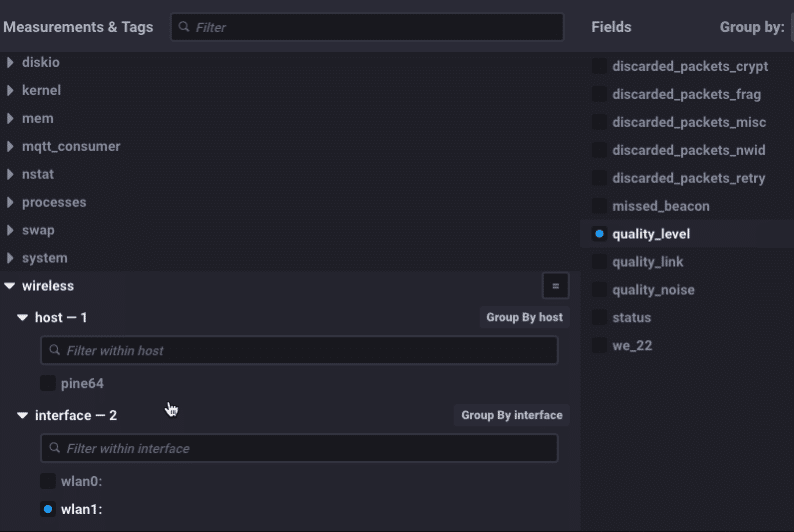 Measurements & Tags
Filter
diskio
kernel
mem
mqtt_consumer
nstat
processes
swap
system
wireless
=
host — 1
Group By host
Filter within host
pine64
interface — 2
Group By interface
Filter within interface
wlan0:
wlan1:
Fields
Group by:
discarded_packets_crypt
discarded_packets_frag
discarded_packets_misc
discarded_packets_nwid
discarded_packets_retry
missed_beacon
quality_level
quality_link
quality_noise
status
we_22